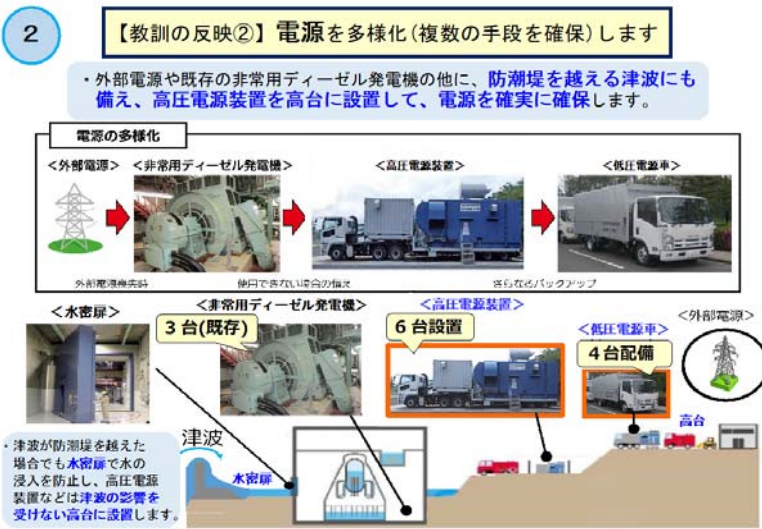 2
【教訓の反映②】電源を多様化(複数の手段を確保)します
・外部電源や既存の非常用ディーゼル発電機の他に、防潮堤を越える津波にも
備え、高圧電源装置を高台に設置して、電源を確実に確保します。
電源の多様化
<外部電源>
<非常用ディーゼル発電機>
<高圧電源装置>
<低圧電源車>
外部電源喪失時
使用できない場合の備え
さらなるバックアップ
<水密扉>
<非常用ディーゼル発電機>
3台(既存)
<高圧電源装置>
6台設置
<低圧電源車>
4台配備
<外部電源>
高台
津波
水密扉
・津波が防潮堤を越えた
場合でも水密扉で水の
浸入を防止し、高圧電源
装置などは津波の影響を
受けない高台に設置します。